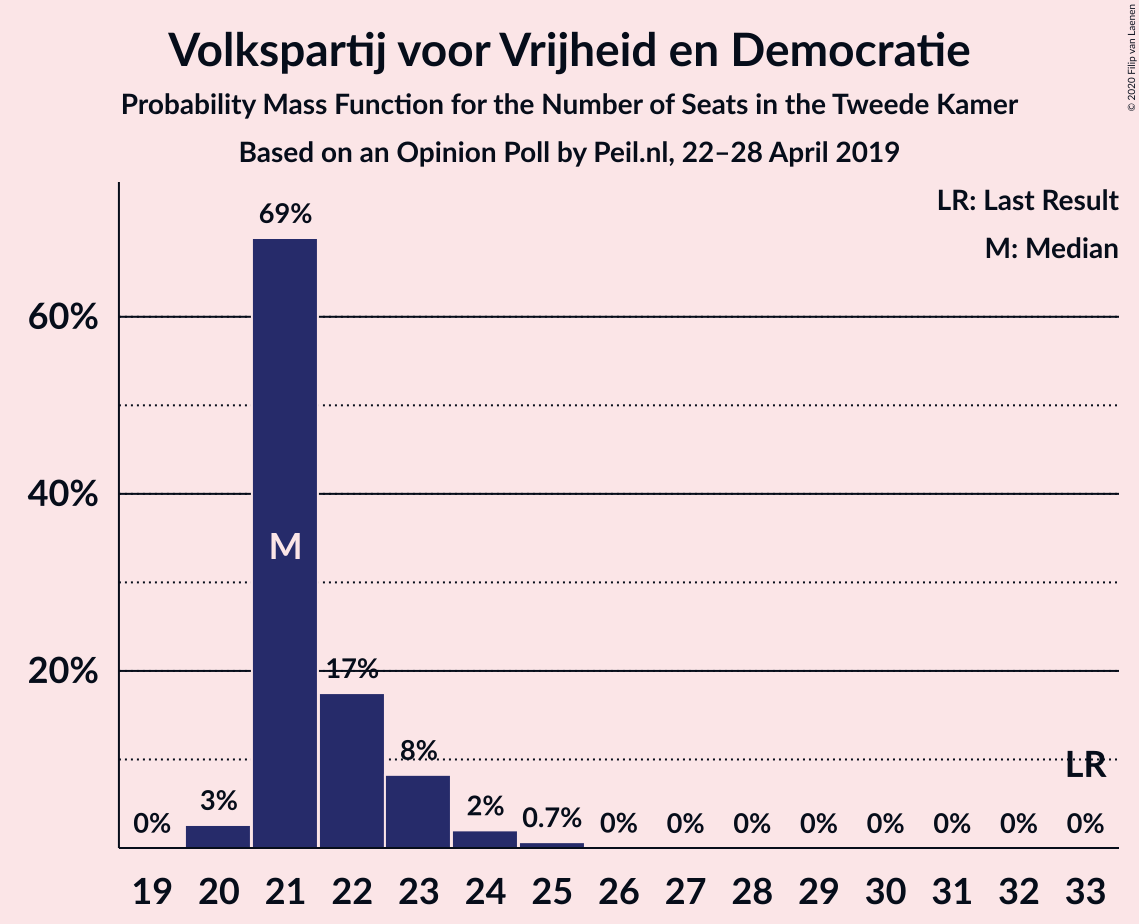 Volkspartij voor Vrijheid en Democratie
Probability Mass Function for the Number of Seats in the Tweede Kamer
Based on an Opinion Poll by Peil.nl, 22–28 April 2019
© 2020 Filip van Laenen
LR: Last Result
M: Median
69%
60%
40%
M
20%
17%
8%
LR
0% 3% 2% 0.7% 0% 0% 0% 0% 0% 0% 0% 0%
19 20 21 22 23 24 25 26 27 28 29 30 31 32 33